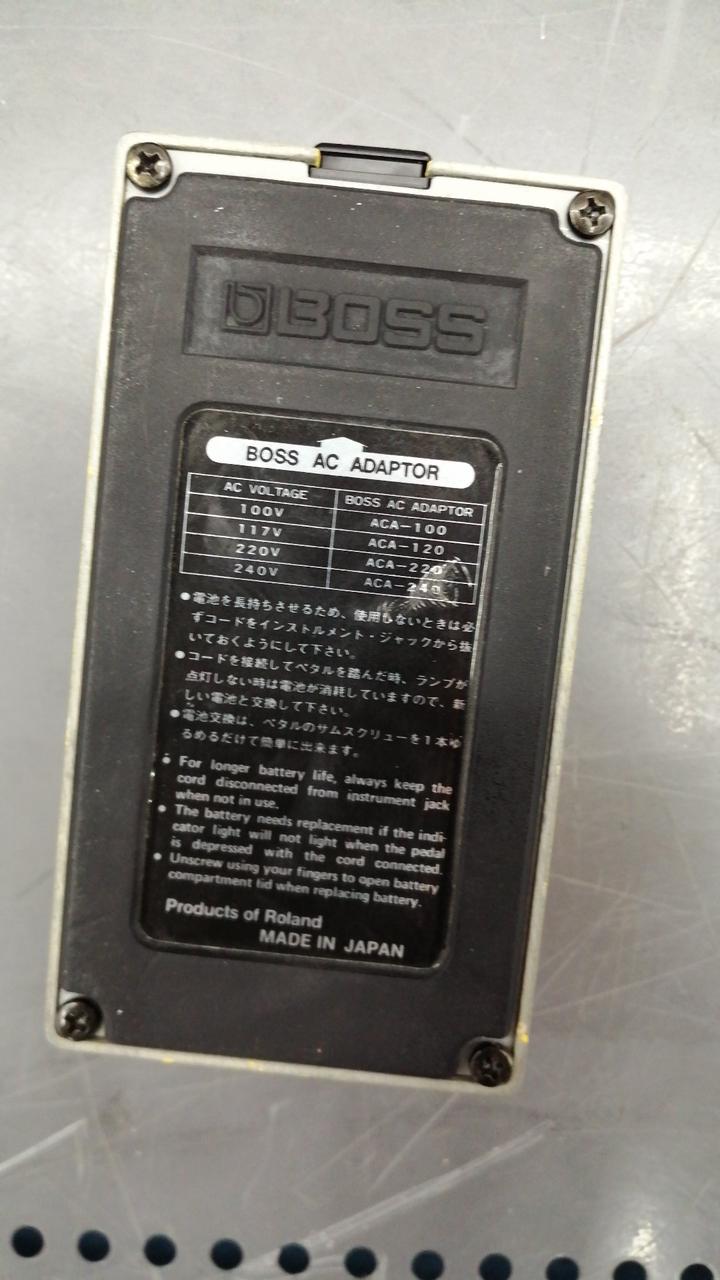 BOSS
BOSS AC ADAPTOR
AC VOLTAGE BOSS AC ADAPTOR
100V ACA-100
117V ACA-120
220V ACA-220
240V ACA-240
●電池を長持ちさせるため、使用しないときは必
ずコードをインストルメント・ジャックから抜
いておくようにして下さい。
●コードを接続してペタルを踏んだ時、ランプが
点灯しない時は電池が消耗していますので、新
しい電池と交換して下さい。
●電池交換は、ペタルのサムスクリューを1本ゆ
るめるだけで簡単に出来ます。
● For longer battery life, always keep the
cord disconnected from instrument jack
when not in use.
● The battery needs replacement if the indi-
cator light will not light when the pedal
is depressed with the cord connected.
● Unscrew using your fingers to open battery
compartment lid when replacing battery.
Products of Roland
MADE IN JAPAN